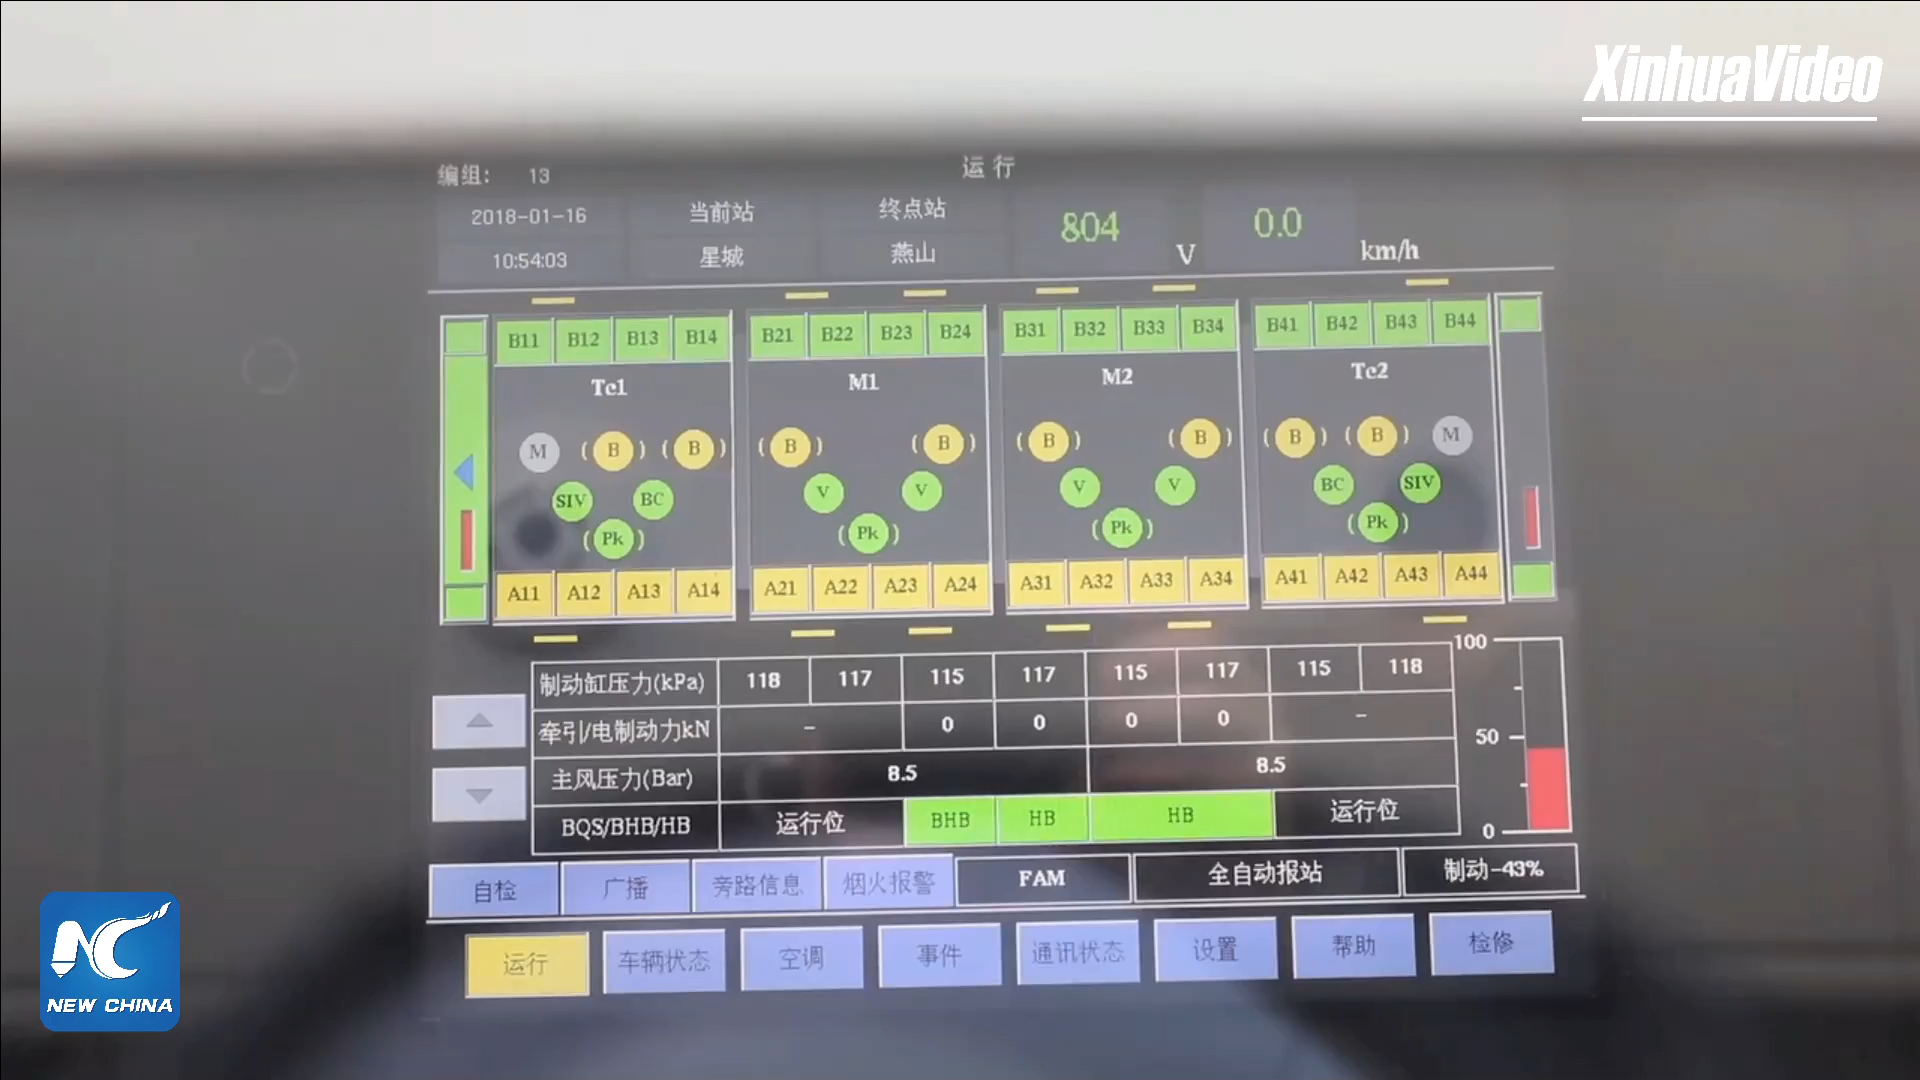 XinhuaVideo
运行
编组: 13
2018-01-16 当前站 终点站 804 V 0.0 km/h
10:54:03 星城 燕山
B11 B12 B13 B14 B21 B22 B23 B24 B31 B32 B33 B34 B41 B42 B43 B44
Tc1 M1 M2 Tc2
M (B) (B) (B) (B) (B) (B) (B) (B) M
SIV BC V V V V BC SIV
(Pk) (Pk) (Pk) (Pk)
A11 A12 A13 A14 A21 A22 A23 A24 A31 A32 A33 A34 A41 A42 A43 A44
制动缸压力(kPa) 118 117 115 117 115 117 115 118
牵引/电制动力kN - 0 0 0 0 -
主风压力(Bar) 8.5 8.5
BQS/BHB/HB 运行位 BHB HB HB 运行位
100
50
0
自检 广播 旁路信息 烟火报警 FAM 全自动报站 制动-43%
运行 车辆状态 空调 事件 通讯状态 设置 帮助 检修
NEW CHINA